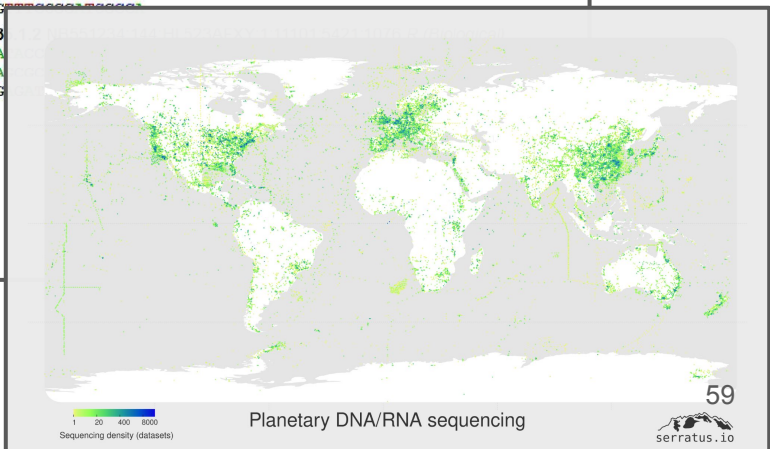 59
1 20 400 8000
Sequencing density (datasets)
Planetary DNA/RNA sequencing
serratus.io